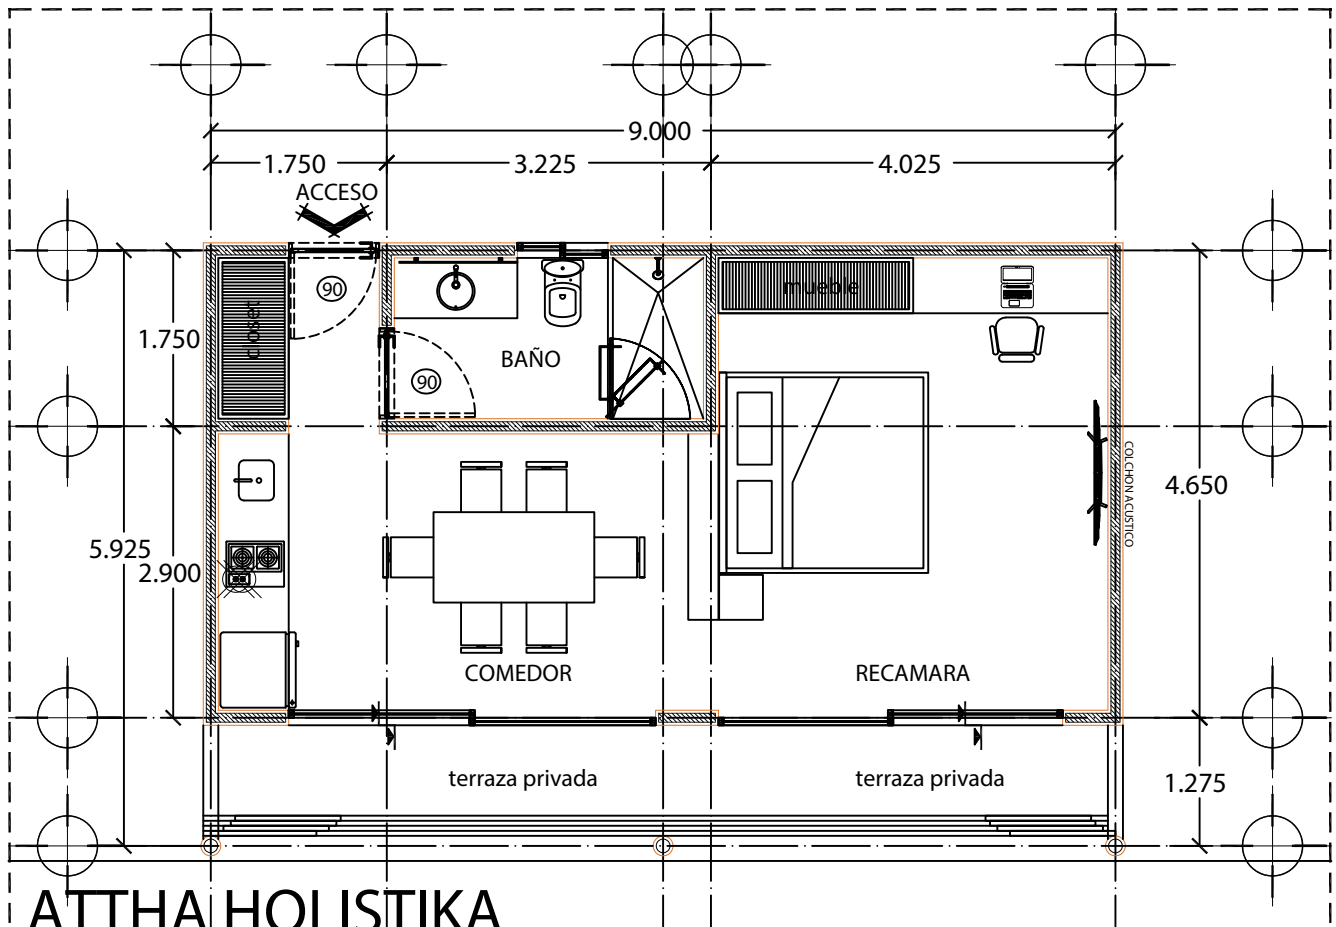 9.000
1.750
3.225
4.025
ACCESO
90
closet
mueble
1.750
BAÑO
90
COLCHON ACUSTICO
4.650
5.925
2.900
COMEDOR
RECAMARA
terraza privada
terraza privada
1.275
ATTHA HOLISTIKA